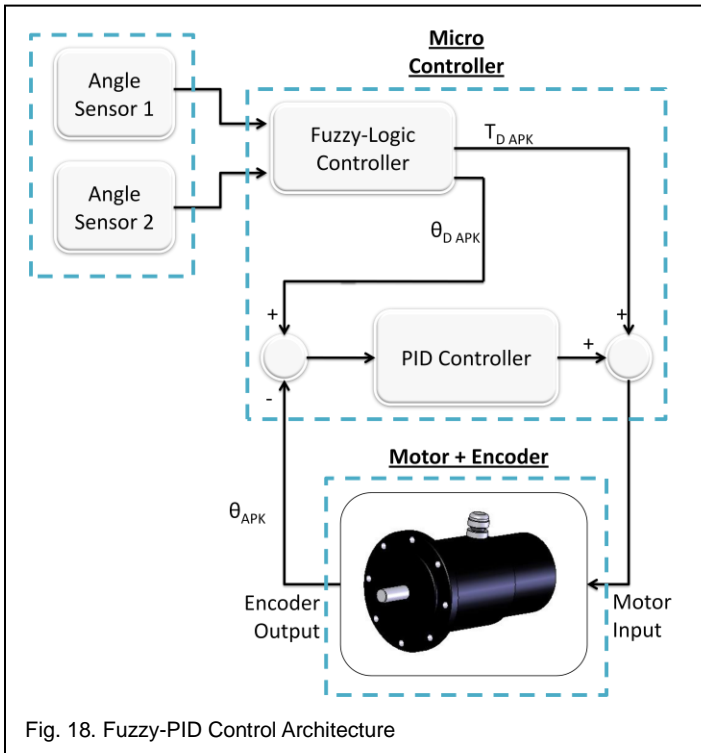 Micro
Controller
Angle
Sensor 1
Angle
Sensor 2
Fuzzy-Logic
Controller
T_D APK
θ_D APK
+
-
PID Controller
+
+
Motor + Encoder
θ_APK
Encoder
Output
Motor
Input
Fig. 18. Fuzzy-PID Control Architecture